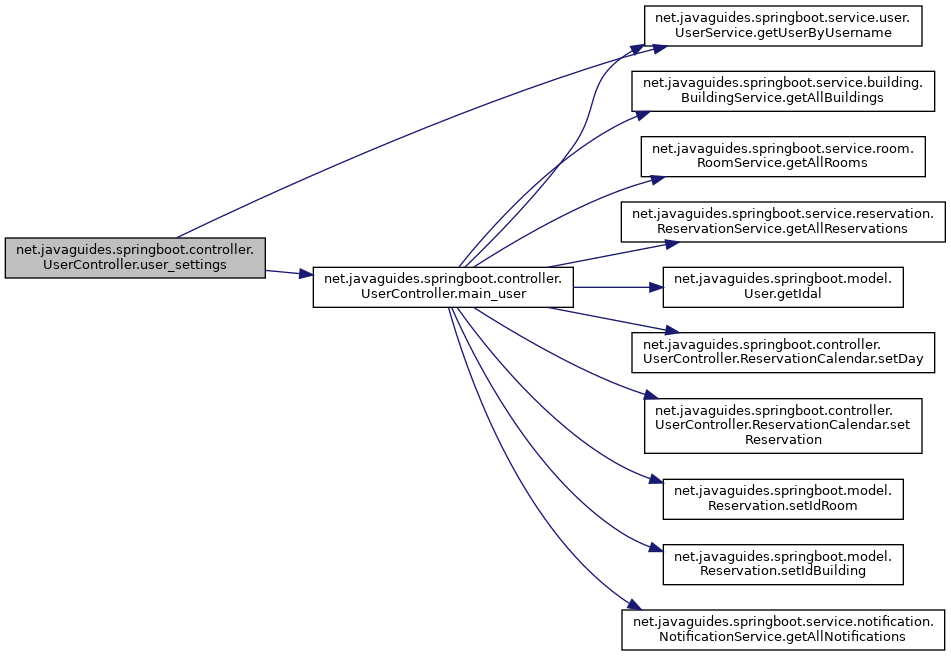 net.javaguides.springboot.controller.
UserController.user_settings
net.javaguides.springboot.controller.
UserController.main_user
net.javaguides.springboot.service.user.
UserService.getUserByUsername
net.javaguides.springboot.service.building.
BuildingService.getAllBuildings
net.javaguides.springboot.service.room.
RoomService.getAllRooms
net.javaguides.springboot.service.reservation.
ReservationService.getAllReservations
net.javaguides.springboot.model.
User.getIdal
net.javaguides.springboot.controller.
UserController.ReservationCalendar.setDay
net.javaguides.springboot.controller.
UserController.ReservationCalendar.set
Reservation
net.javaguides.springboot.model.
Reservation.setIdRoom
net.javaguides.springboot.model.
Reservation.setIdBuilding
net.javaguides.springboot.service.notification.
NotificationService.getAllNotifications